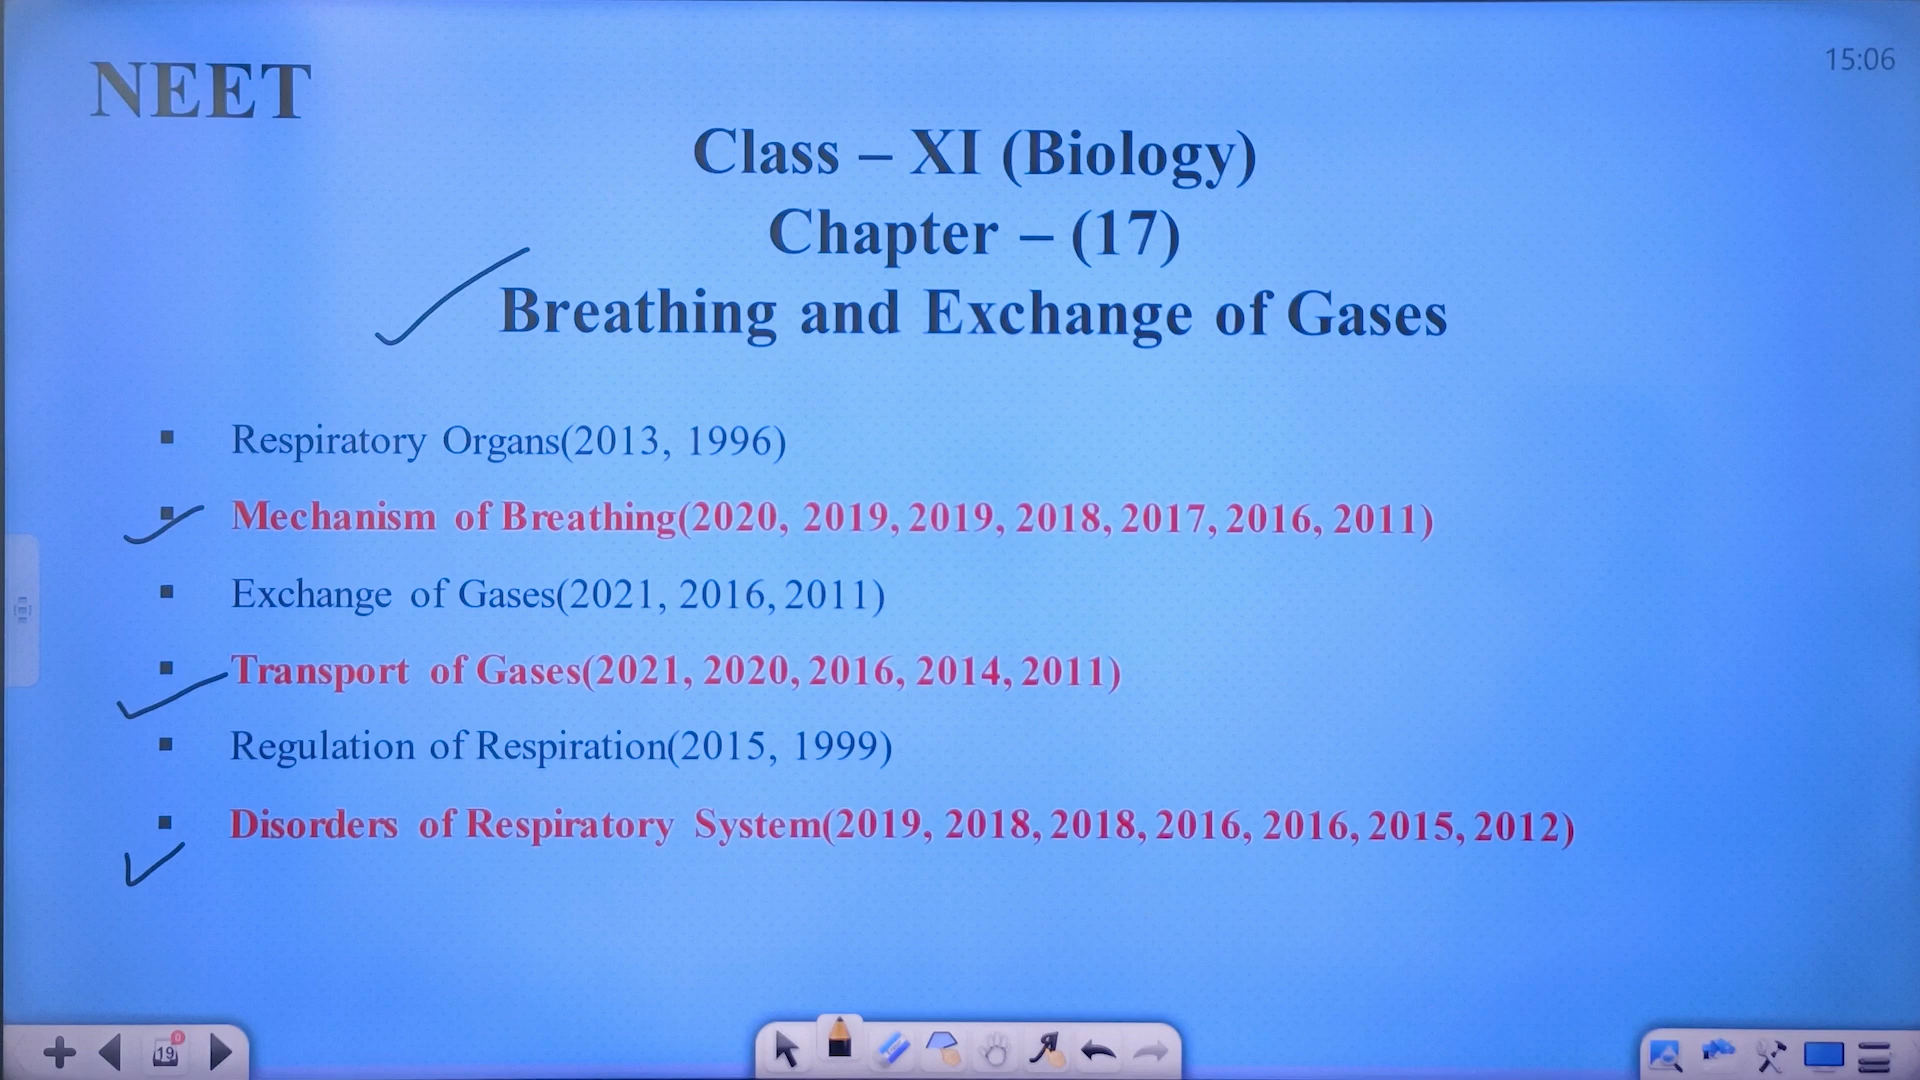 NEET
15:06
Class – XI (Biology)
Chapter – (17)
Breathing and Exchange of Gases
▪ Respiratory Organs(2013, 1996)
▪ Mechanism of Breathing(2020, 2019, 2019, 2018, 2017, 2016, 2011)
▪ Exchange of Gases(2021, 2016, 2011)
▪ Transport of Gases(2021, 2020, 2016, 2014, 2011)
▪ Regulation of Respiration(2015, 1999)
▪ Disorders of Respiratory System(2019, 2018, 2018, 2016, 2016, 2015, 2012)
19
0